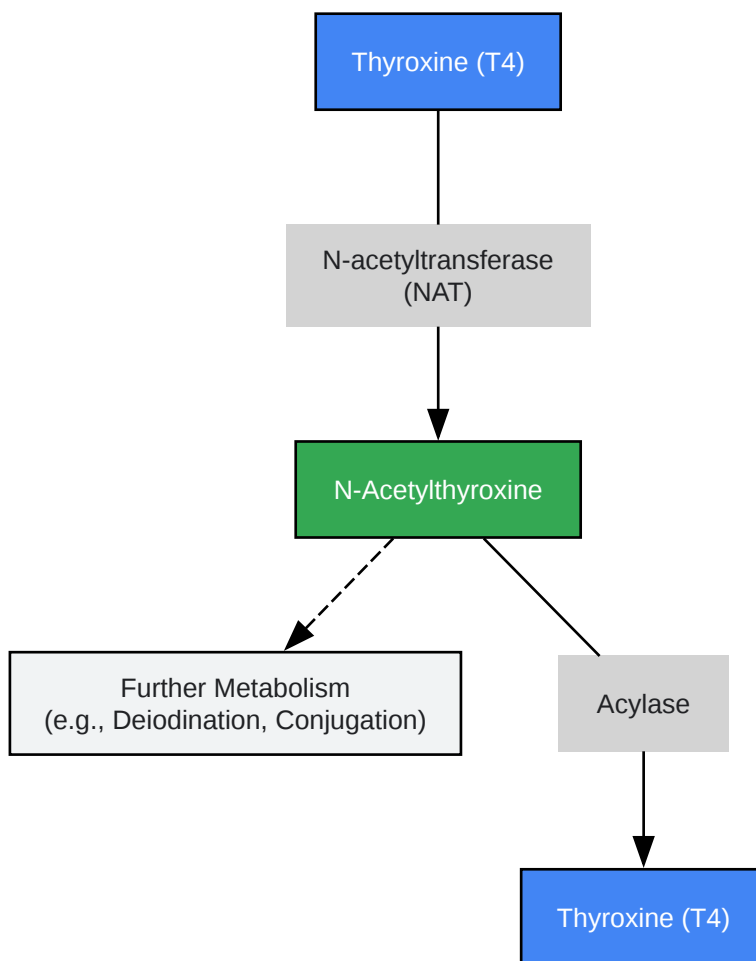 Thyroxine (T4)
N-acetyltransferase
(NAT)
N-Acetylthyroxine
Further Metabolism
(e.g., Deiodination, Conjugation)
Acylase
Thyroxine (T4)